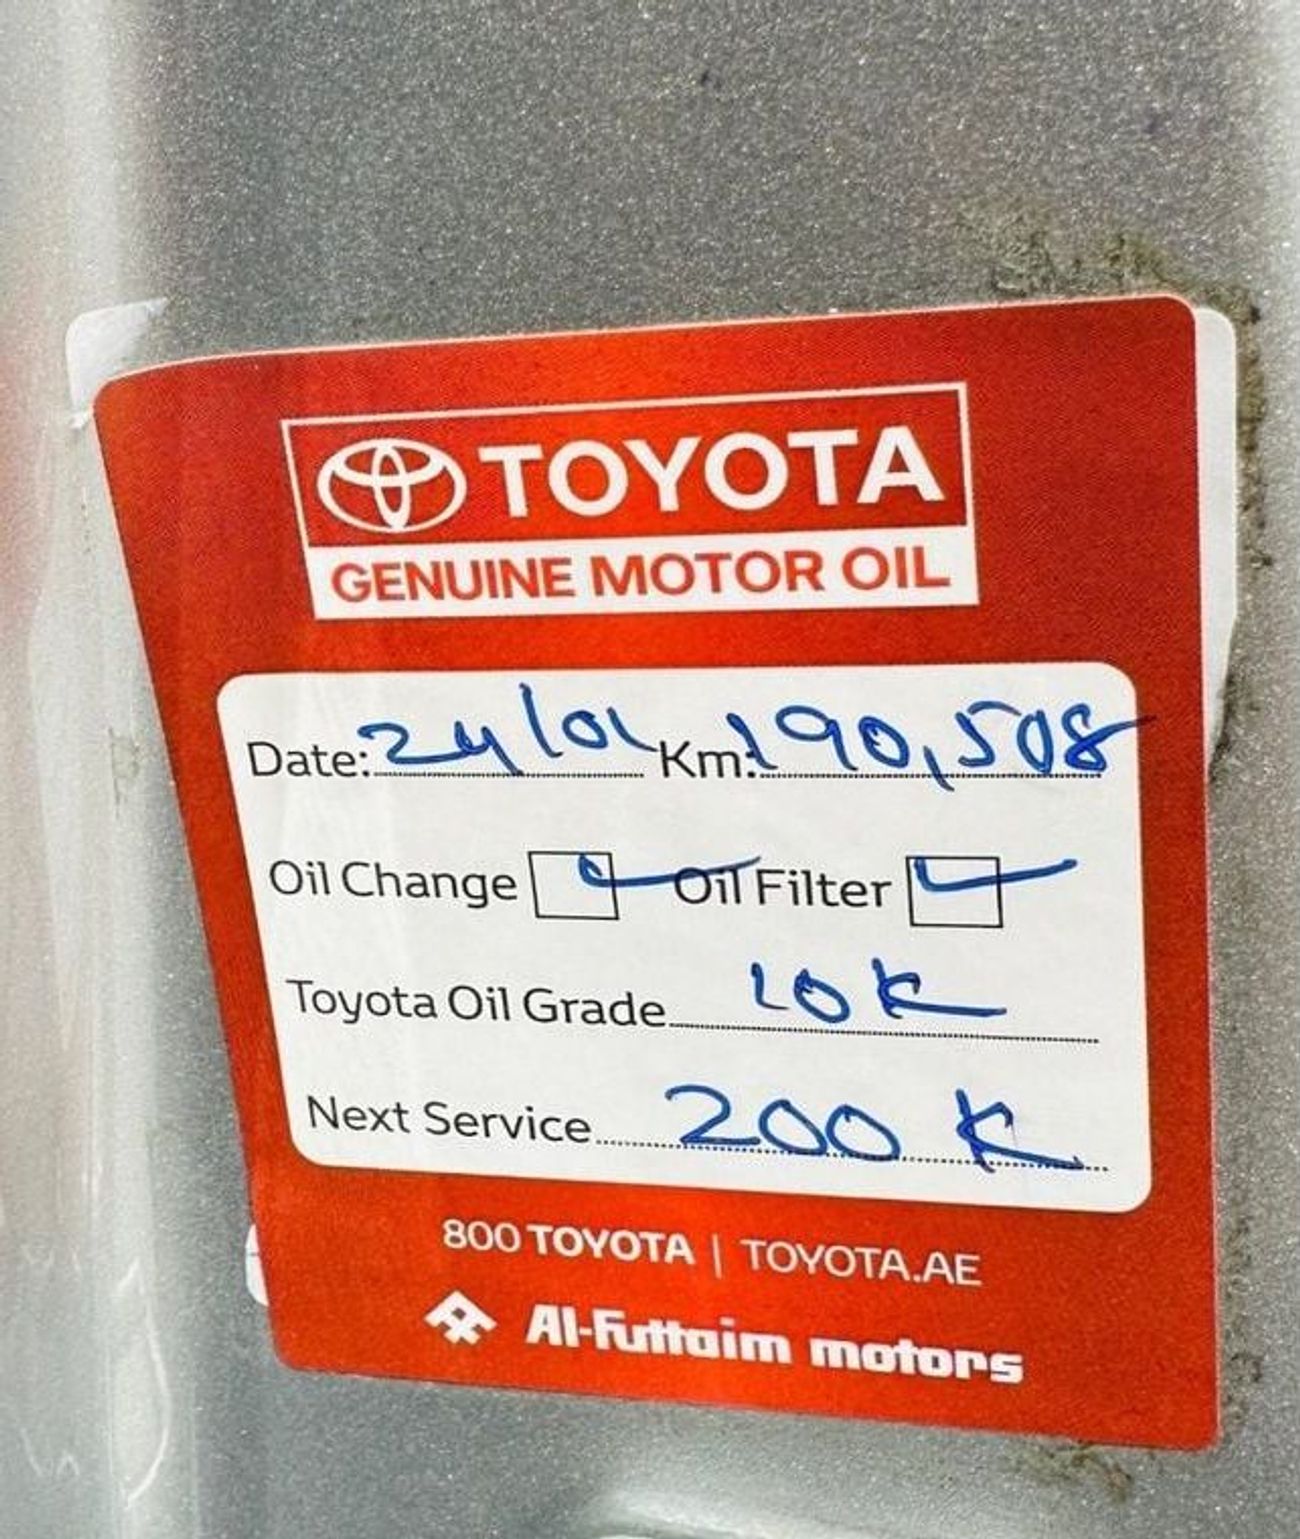 TOYOTA
GENUINE MOTOR OIL
Date: 24/01 Km: 190,508
Oil Change Oil Filter
Toyota Oil Grade 10K
Next Service 200 K
800 TOYOTA | TOYOTA.AE
Al-Futtaim motors